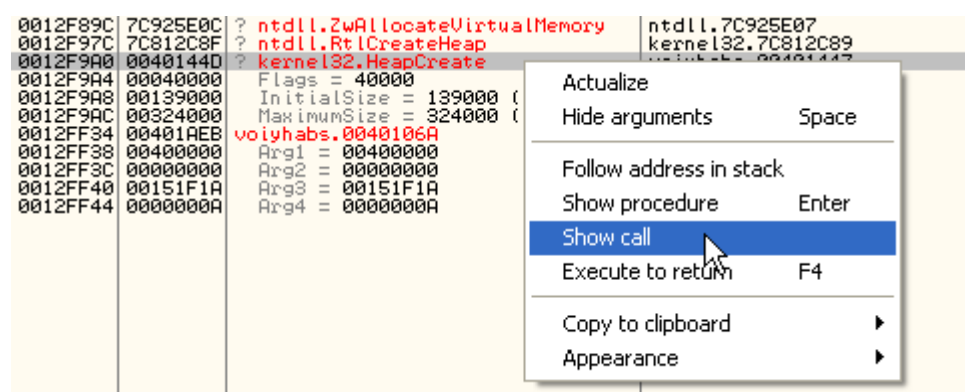 0012F89C 7C925E0C ? ntdll.ZwAllocateVirtualMemory ntdll.7C925E07
0012F97C 7C812C8F ? ntdll.RtlCreateHeap kernel32.7C812C89
0012F9A0 0040144D ? kernel32.HeapCreate voiyhabs.00401447
0012F9A4 00040000 Flags = 40000
0012F9A8 00139000 InitialSize = 139000 (
0012F9AC 00324000 MaximumSize = 324000 (
0012FF34 00401AEB voiyhabs.0040106A
0012FF38 00400000 Arg1 = 00400000
0012FF3C 00000000 Arg2 = 00000000
0012FF40 00151F1A Arg3 = 00151F1A
0012FF44 0000000A Arg4 = 0000000A
Actualize
Hide arguments Space
Follow address in stack
Show procedure Enter
Show call
Execute to return F4
Copy to clipboard
Appearance